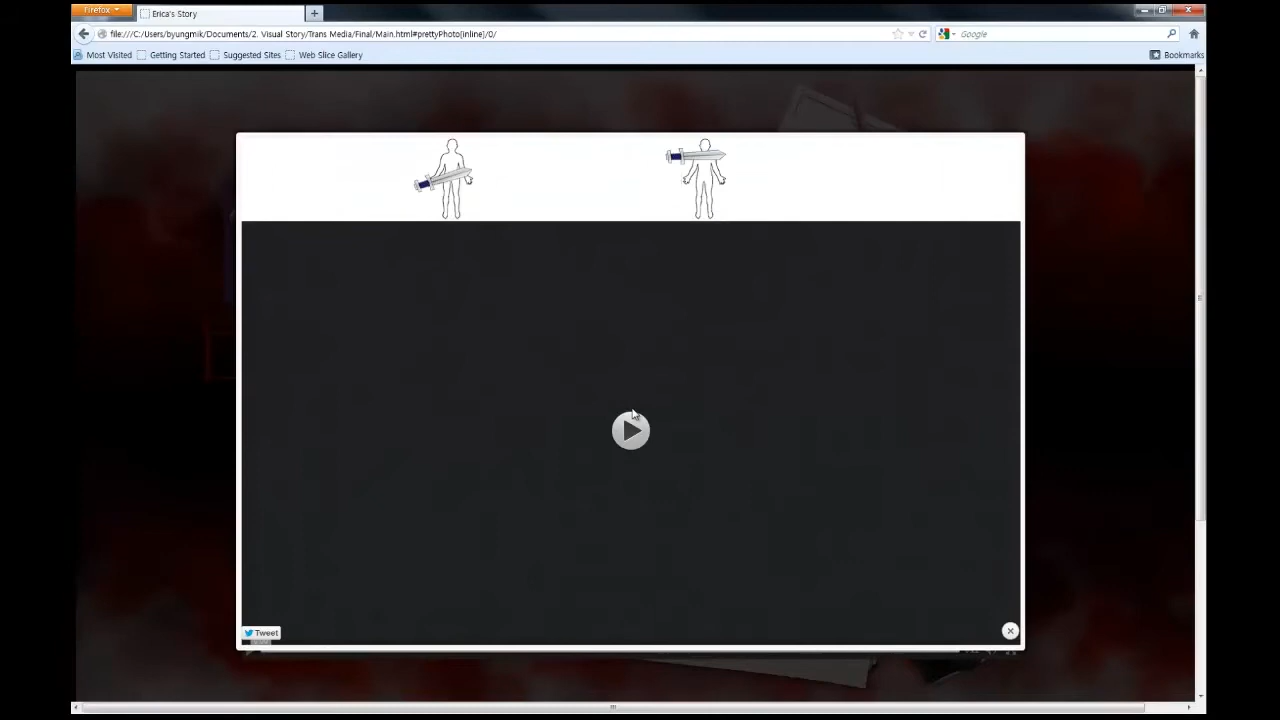 Firefox
Erica's Story
file:///C:/Users/byungmik/Documents/2. Visual Story/Trans Media/Final/Main.html#prettyPhoto[inline]/0/
Google
Most Visited Getting Started Suggested Sites Web Slice Gallery
Bookmarks
Tweet